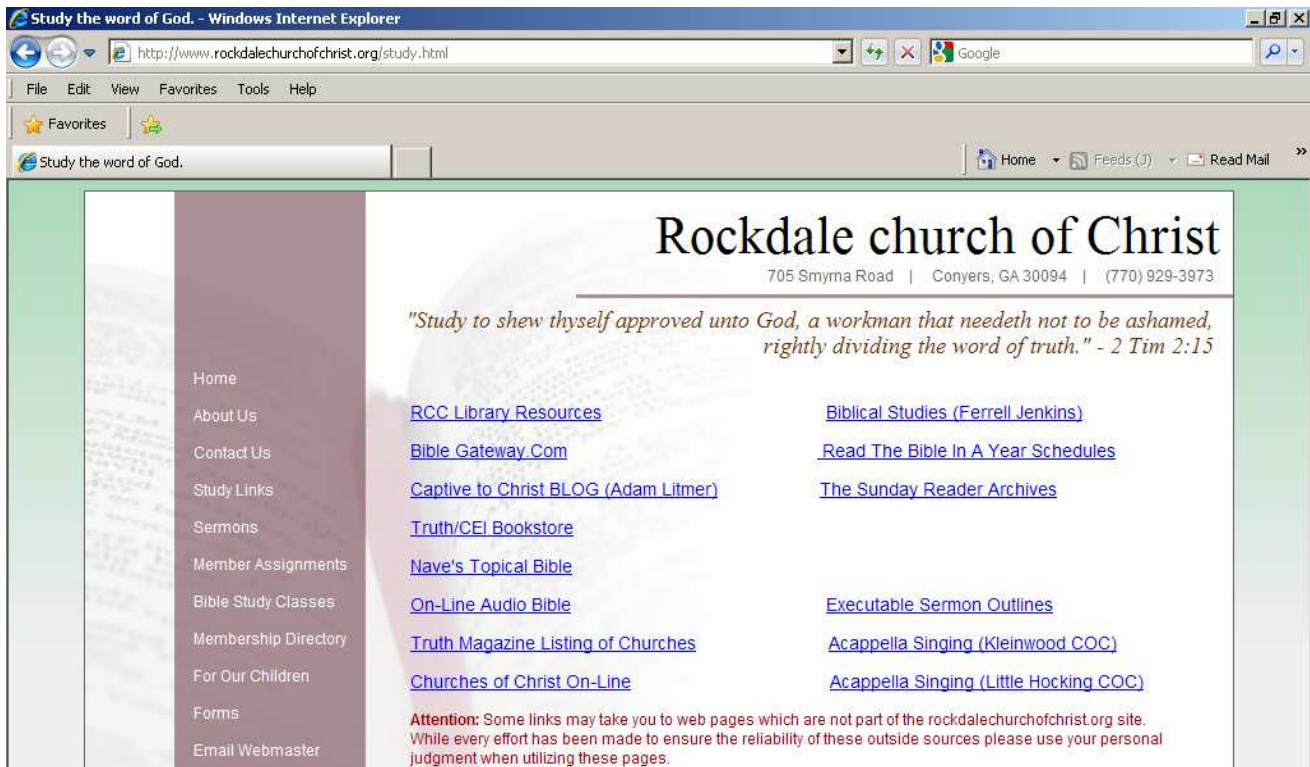 Study the word of God. - Windows Internet Explorer
http://www.rockdalechurchofchrist.org/study.html
Google
File Edit View Favorites Tools Help
Favorites
Study the word of God.
Home Feeds (J) Read Mail »
Rockdale church of Christ
705 Smyrna Road | Conyers, GA 30094 | (770) 929-3973
"Study to shew thyself approved unto God, a workman that needeth not to be ashamed,
rightly dividing the word of truth." - 2 Tim 2:15
Home
About Us
Contact Us
Study Links
Sermons
Member Assignments
Bible Study Classes
Membership Directory
For Our Children
Forms
Email Webmaster
RCC Library Resources
Biblical Studies (Ferrell Jenkins)
Bible Gateway.Com
Read The Bible In A Year Schedules
Captive to Christ BLOG (Adam Litmer)
The Sunday Reader Archives
Truth/CEI Bookstore
Nave's Topical Bible
On-Line Audio Bible
Executable Sermon Outlines
Truth Magazine Listing of Churches
Acappella Singing (Kleinwood COC)
Churches of Christ On-Line
Acappella Singing (Little Hocking COC)
Attention: Some links may take you to web pages which are not part of the rockdalechurchofchrist.org site.
While every effort has been made to ensure the reliability of these outside sources please use your personal
judgment when utilizing these pages.